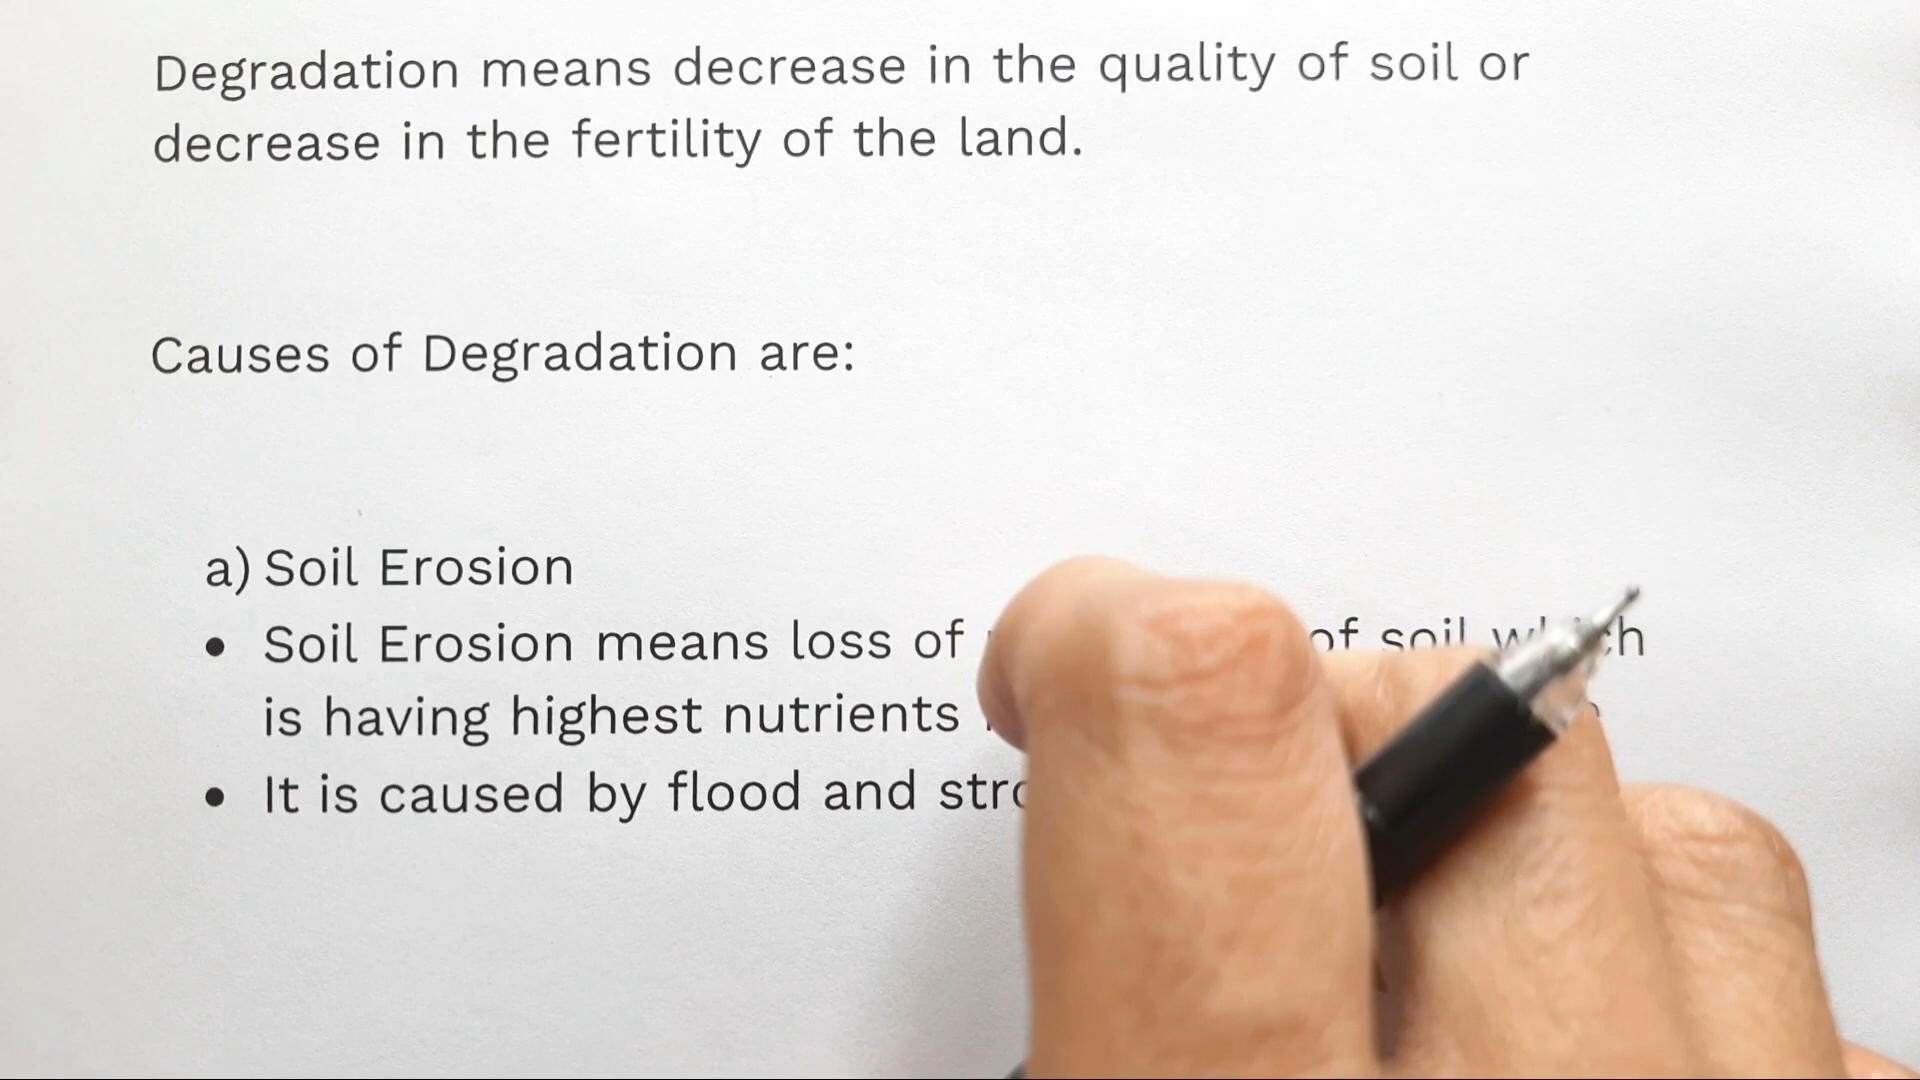 Degradation means decrease in the quality of soil or
decrease in the fertility of the land.
Causes of Degradation are:
a) Soil Erosion
• Soil Erosion means loss of of soil which
is having highest nutrients
• It is caused by flood and